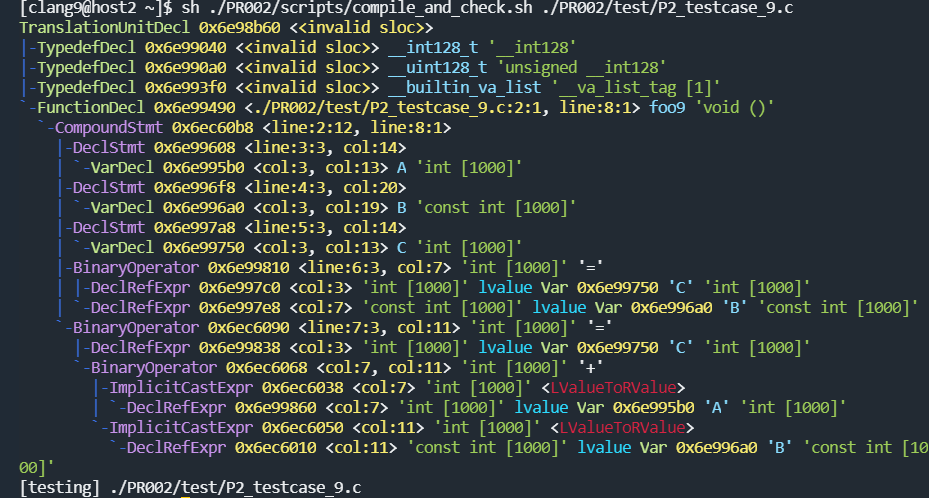 [clang9@host2 ~]$ sh ./PR002/scripts/compile_and_check.sh ./PR002/test/P2_testcase_9.c
TranslationUnitDecl 0x6e98b60 <<invalid sloc>>
|-TypedefDecl 0x6e99040 <<invalid sloc>> __int128_t '__int128'
|-TypedefDecl 0x6e990a0 <<invalid sloc>> __uint128_t 'unsigned __int128'
|-TypedefDecl 0x6e993f0 <<invalid sloc>> __builtin_va_list '__va_list_tag [1]'
`-FunctionDecl 0x6e99490 <./PR002/test/P2_testcase_9.c:2:1, line:8:1> foo9 'void ()'
  `-CompoundStmt 0x6ec60b8 <line:2:12, line:8:1>
    |-DeclStmt 0x6e99608 <line:3:3, col:14>
    | `-VarDecl 0x6e995b0 <col:3, col:13> A 'int [1000]'
    |-DeclStmt 0x6e996f8 <line:4:3, col:20>
    | `-VarDecl 0x6e996a0 <col:3, col:19> B 'const int [1000]'
    |-DeclStmt 0x6e997a8 <line:5:3, col:14>
    | `-VarDecl 0x6e99750 <col:3, col:13> C 'int [1000]'
    |-BinaryOperator 0x6e99810 <line:6:3, col:7> 'int [1000]' '='
    | |-DeclRefExpr 0x6e997c0 <col:3> 'int [1000]' lvalue Var 0x6e99750 'C' 'int [1000]'
    | `-DeclRefExpr 0x6e997e8 <col:7> 'const int [1000]' lvalue Var 0x6e996a0 'B' 'const int [1000]'
    `-BinaryOperator 0x6ec6090 <line:7:3, col:11> 'int [1000]' '='
      |-DeclRefExpr 0x6e99838 <col:3> 'int [1000]' lvalue Var 0x6e99750 'C' 'int [1000]'
      `-BinaryOperator 0x6ec6068 <col:7, col:11> 'int [1000]' '+'
        |-ImplicitCastExpr 0x6ec6038 <col:7> 'int [1000]' <LValueToRValue>
        | `-DeclRefExpr 0x6e99860 <col:7> 'int [1000]' lvalue Var 0x6e995b0 'A' 'int [1000]'
        `-ImplicitCastExpr 0x6ec6050 <col:11> 'int [1000]' <LValueToRValue>
          `-DeclRefExpr 0x6ec6010 <col:11> 'const int [1000]' lvalue Var 0x6e996a0 'B' 'const int [10
00]'
[testing] ./PR002/test/P2_testcase_9.c